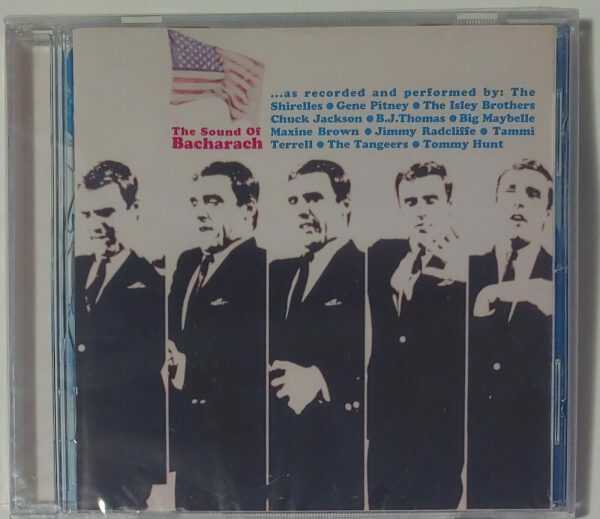 ...as recorded and performed by: The
Shirelles ● Gene Pitney ● The Isley Brothers
Chuck Jackson ● B.J.Thomas ● Big Maybelle
Maxine Brown ● Jimmy Radcliffe ● Tammi
Terrell ● The Tangeers ● Tommy Hunt
The Sound Of
Bacharach